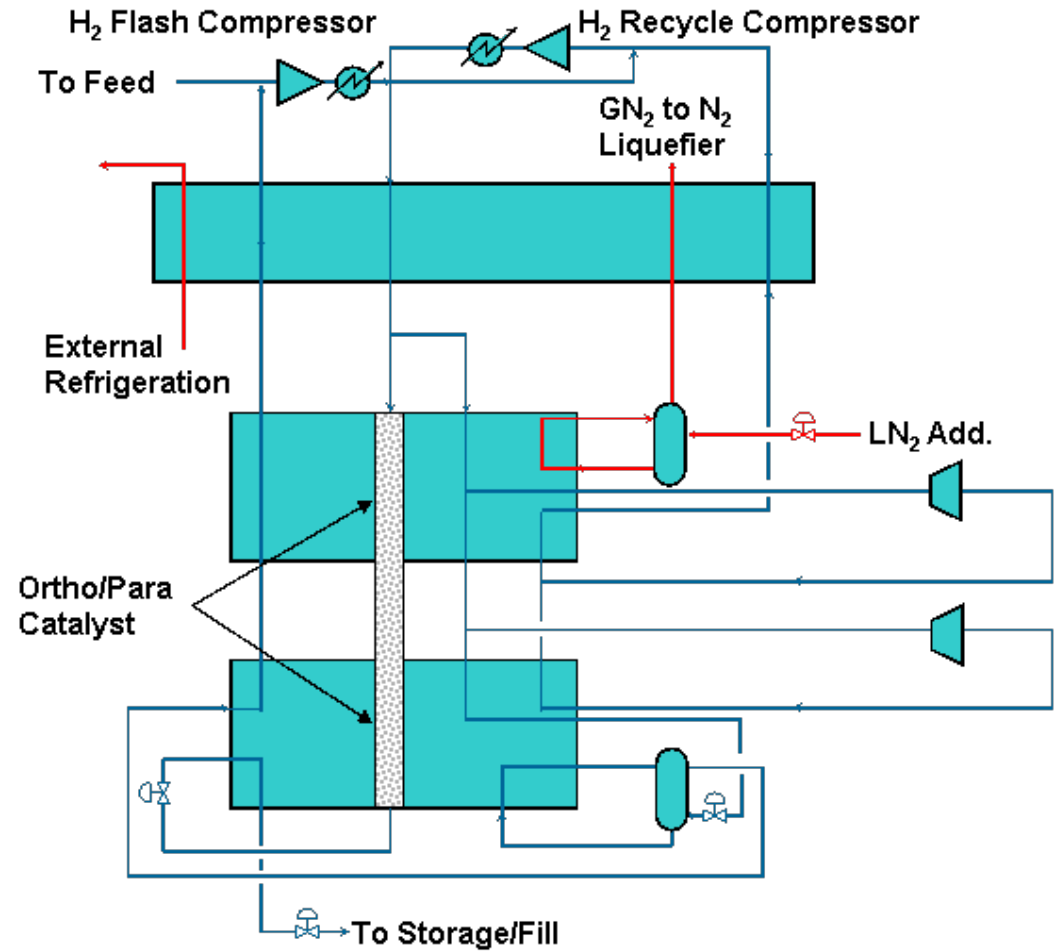 H₂ Flash Compressor
H₂ Recycle Compressor
To Feed
GN₂ to N₂
Liquefier
External
Refrigeration
LN₂ Add.
Ortho/Para
Catalyst
To Storage/Fill